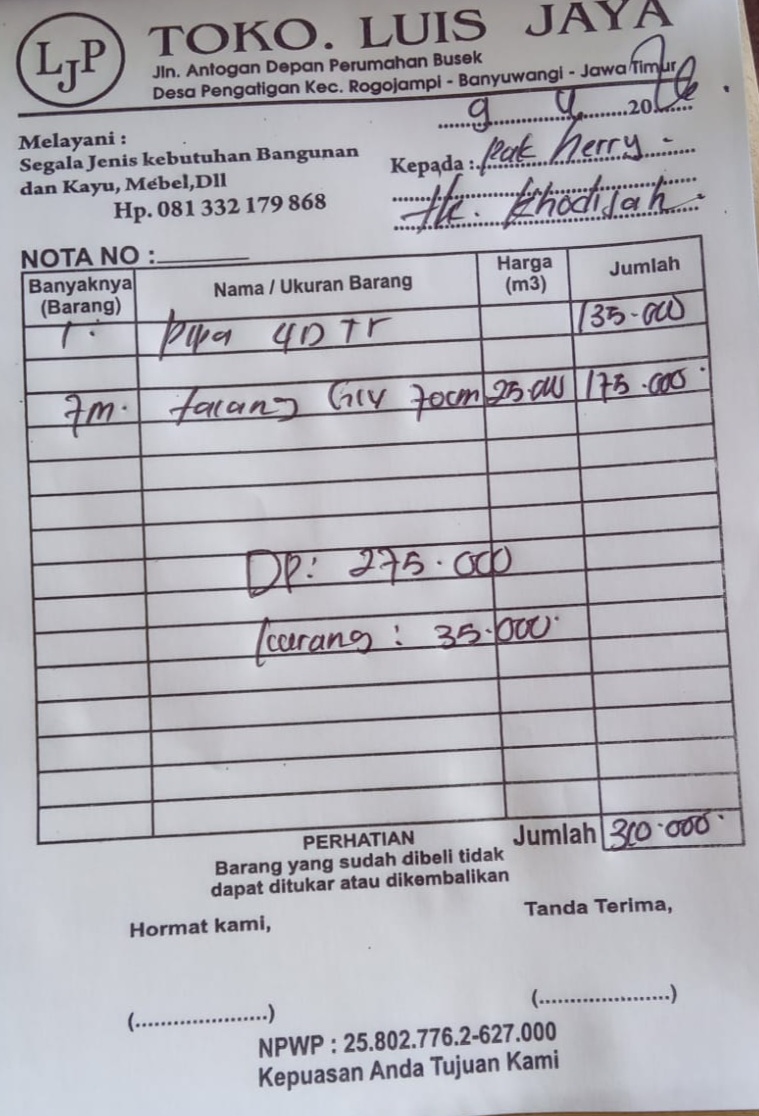 LJP
TOKO. LUIS JAYA
Jln. Antogan Depan Perumahan Busek
Desa Pengatigan Kec. Rogojampi - Banyuwangi - Jawa Timur
9 4 20
Melayani :
Segala Jenis kebutuhan Bangunan
dan Kayu, Mebel,Dll
Hp. 081 332 179 868
Kepada : pak herry
tk. khodijah
NOTA NO :
Banyaknya (Barang) Nama / Ukuran Barang Harga (m3) Jumlah
1. pipa 4D TR 135.000
7m. talang 70cm 25.000 175.000
DP: 275.000
kurang : 35.000
Jumlah 310.000
PERHATIAN
Barang yang sudah dibeli tidak
dapat ditukar atau dikembalikan
Hormat kami,
Tanda Terima,
(......................)
(......................)
NPWP : 25.802.776.2-627.000
Kepuasan Anda Tujuan Kami